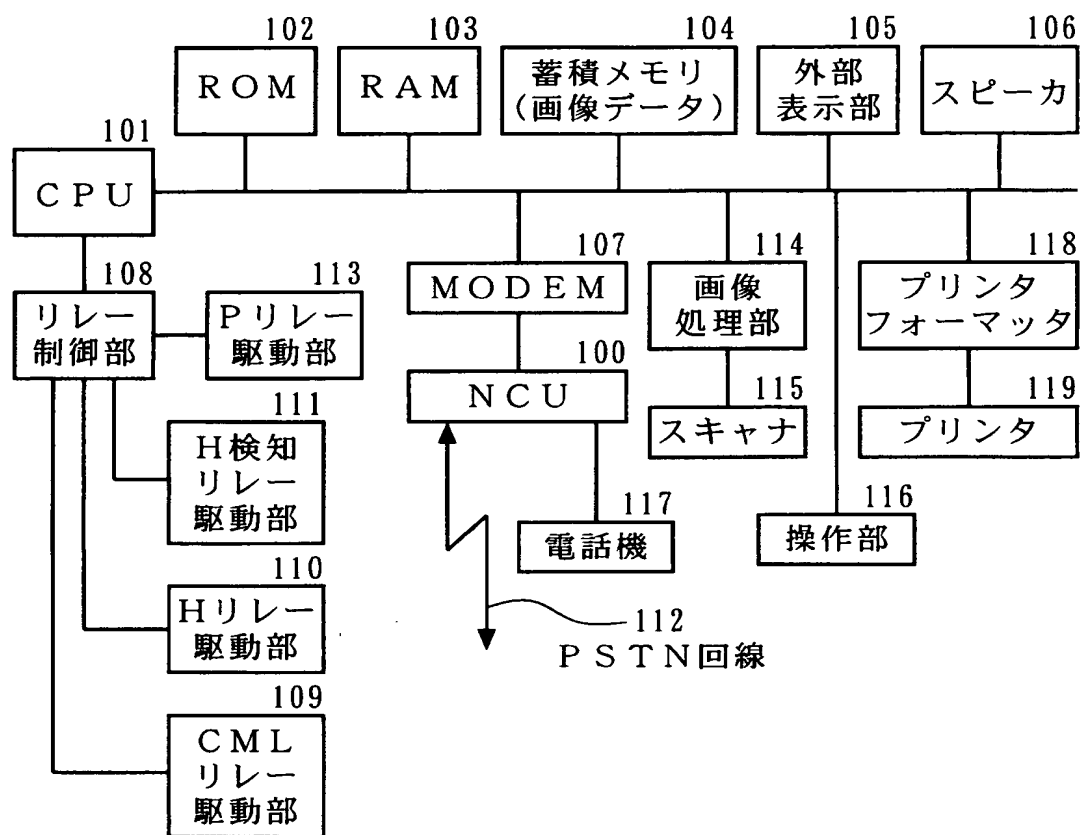 102
ROM
103
RAM
104
蓄積メモリ
(画像データ)
105
外部
表示部
106
スピーカ
101
CPU
108
リレー
制御部
113
Pリレー
駆動部
107
MODEM
100
NCU
114
画像
処理部
115
スキャナ
118
プリンタ
フォーマッタ
119
プリンタ
111
H検知
リレー
駆動部
117
電話機
116
操作部
110
Hリレー
駆動部
112
PSTN回線
109
CML
リレー
駆動部